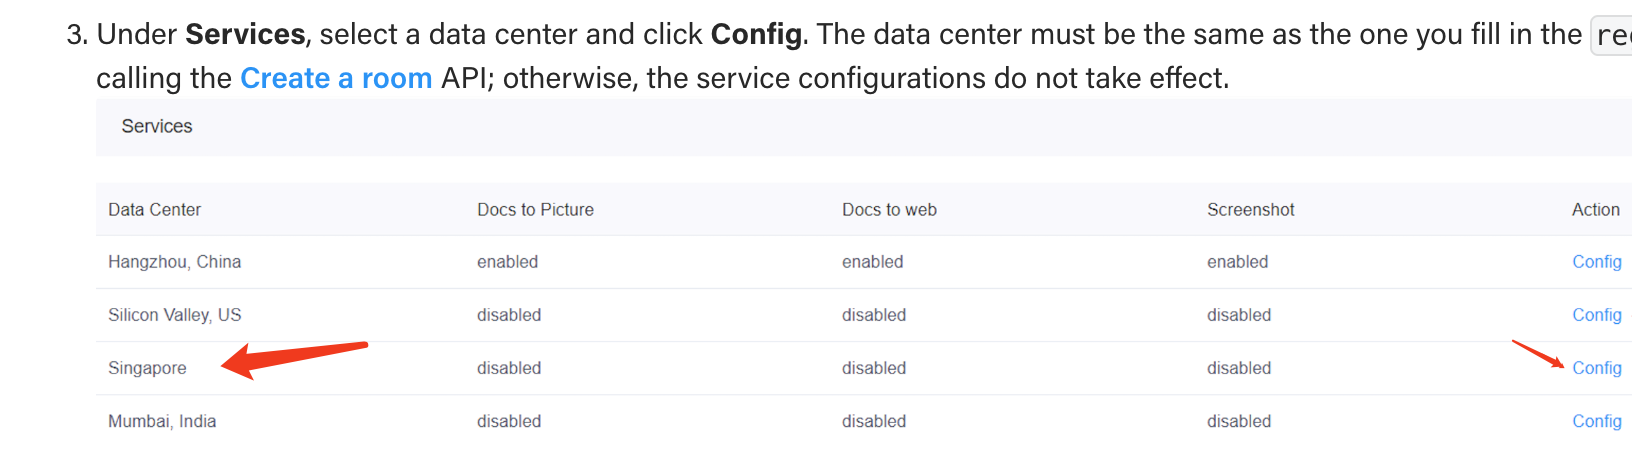 3. Under Services, select a data center and click Config. The data center must be the same as the one you fill in the
calling the Create a room API; otherwise, the service configurations do not take effect.
Services
Data Center Docs to Picture Docs to web Screenshot Action
Hangzhou, China enabled enabled enabled Config
Silicon Valley, US disabled disabled disabled Config
Singapore disabled disabled disabled Config
Mumbai, India disabled disabled disabled Config